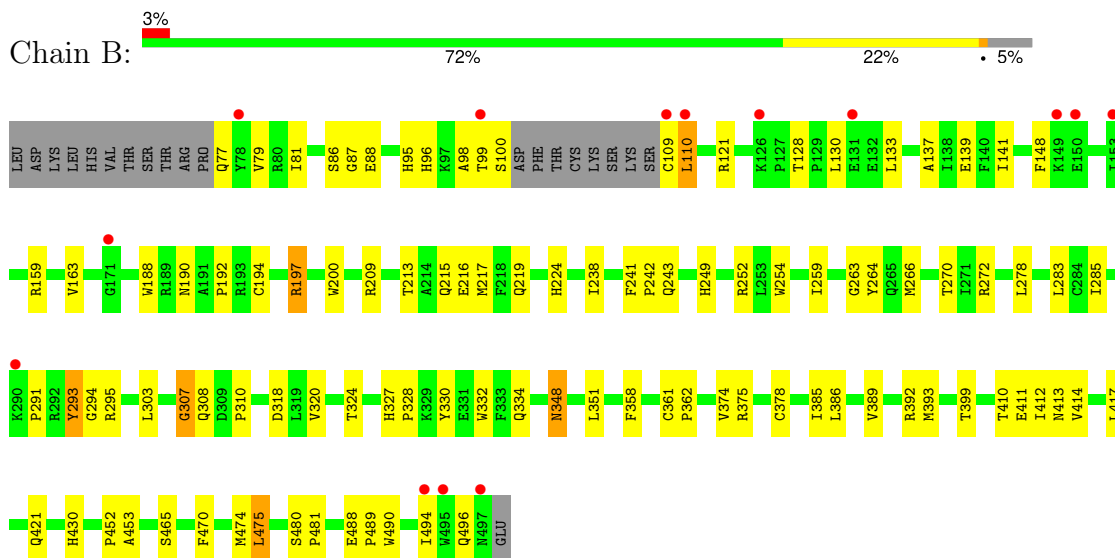 3%
Chain B:
72% 22% • 5%
LEU ASP LYS LEU HIS VAL THR SER THR ARG PRO Q77 Y78 V79 R80 I81 S86 G87 E88 H95 H96 K97 A98 T99 S100 ASP PHE THR CYS LYS SER LYS SER C109 L110 R121 K126 P127 T128 P129 L130 E131 E132 L133 A137 I138 E139 F140 I141 F148 K149 E150 I153
R159 V163 G171 W188 R189 N190 A191 P192 R193 C194 R197 W200 R209 T213 A214 Q215 E216 M217 F218 Q219 H224 I238 F241 P242 Q243 H249 R252 L253 W254 I259 G263 Y264 Q265 M266 T270 I271 R272 L278 L283 C284 I285
K290 P291 R292 Y293 G294 R295 L303 G307 Q308 D309 P310 D318 L319 V320 T324 H327 P328 K329 Y330 E331 W332 F333 Q334 N348 L351 F358 C361 P362 V374 R375 C378 I385 L386 V389 R392 M393 T399 T410 E411 I412 N413 V414 L417
Q421 H430 P452 A453 S465 F470 M474 L475 S480 P481 E488 P489 W490 I494 W495 Q496 N497 GLU